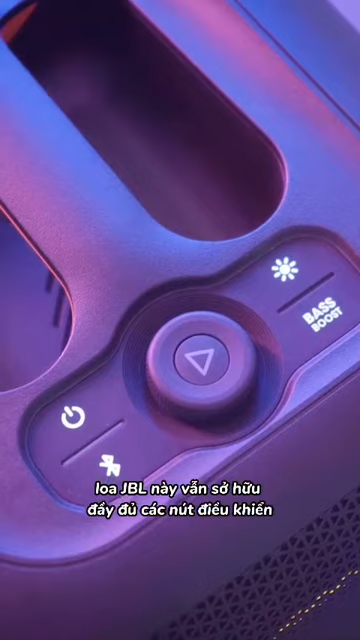 BASS
BOOST
loa JBL này vẫn sở hữu
đầy đủ các nút điều khiển